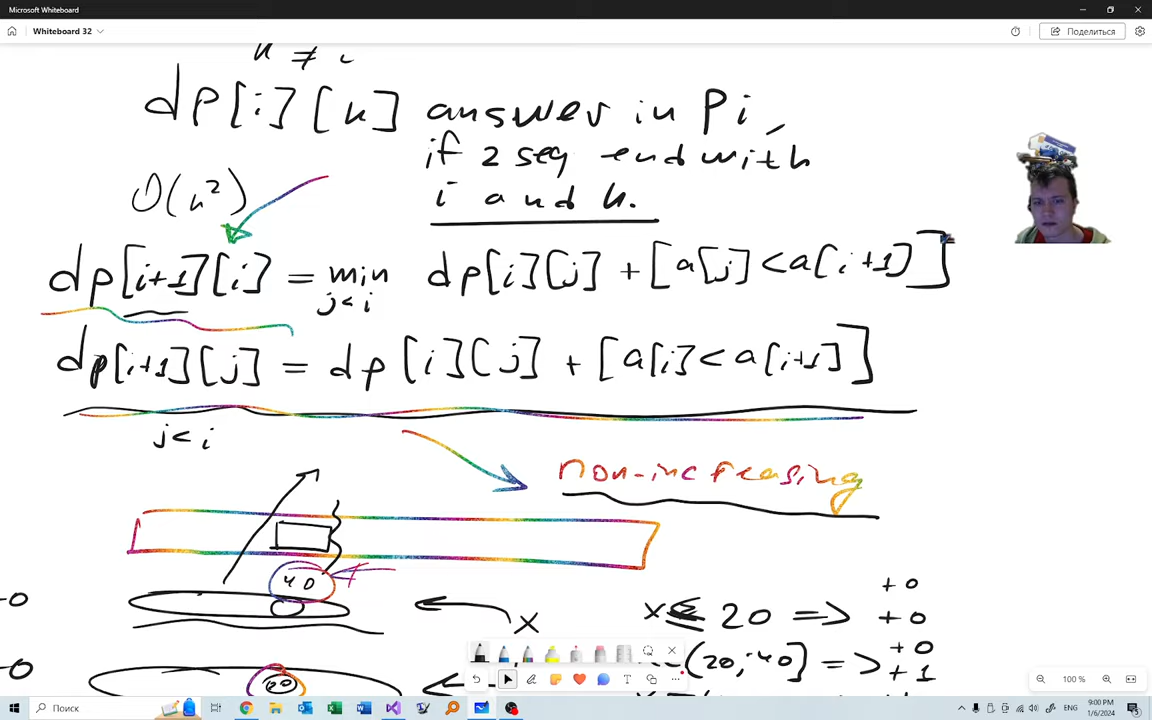 Microsoft Whiteboard
Whiteboard 32
Поделиться
k ≠ i
dp[i][k] answer in Pi,
if 2 seq end with
i and k.
O(n²)
dp[i+1][i] = min dp[i][j] + [a[j] < a[i+1]]
j < i
dp[i+1][j] = dp[i][j] + [a[i] < a[i+1]]
j < i
non-increasing
40
+0
x ≤ 20 => +0
x
+0
(20; 40] => +1
20
100 %
Поиск
9:00 PM
1/6/2024